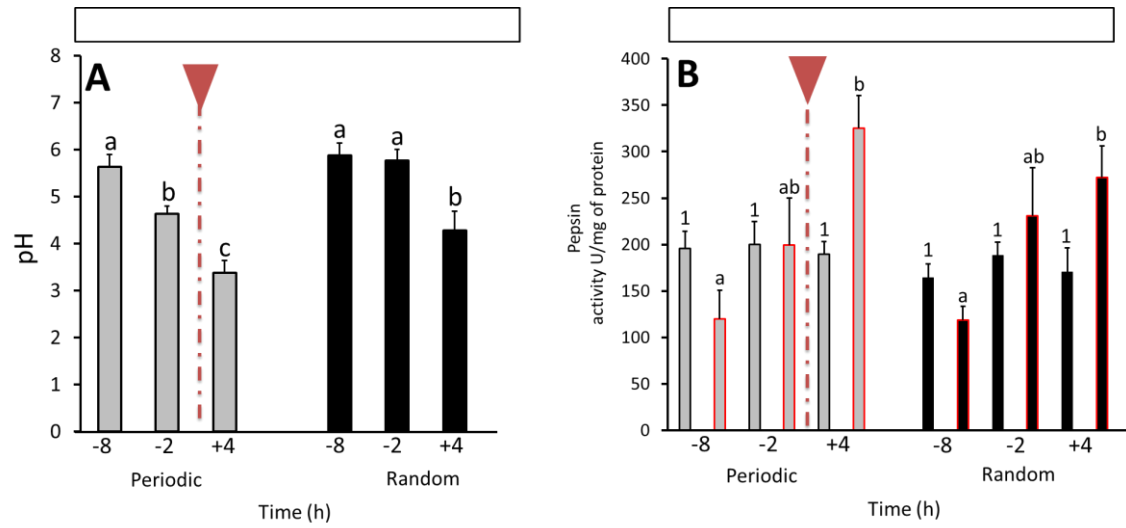 A
pH
8
7
6
5
4
3
2
1
0
a
b
c
a
a
b
-8 -2 +4 -8 -2 +4
Periodic Random
Time (h)
B
Pepsin
activity U/mg of protein
400
350
300
250
200
150
100
50
0
1
a
1
ab
1
b
1
a
1
ab
1
b
-8 -2 +4 -8 -2 +4
Periodic Random
Time (h)